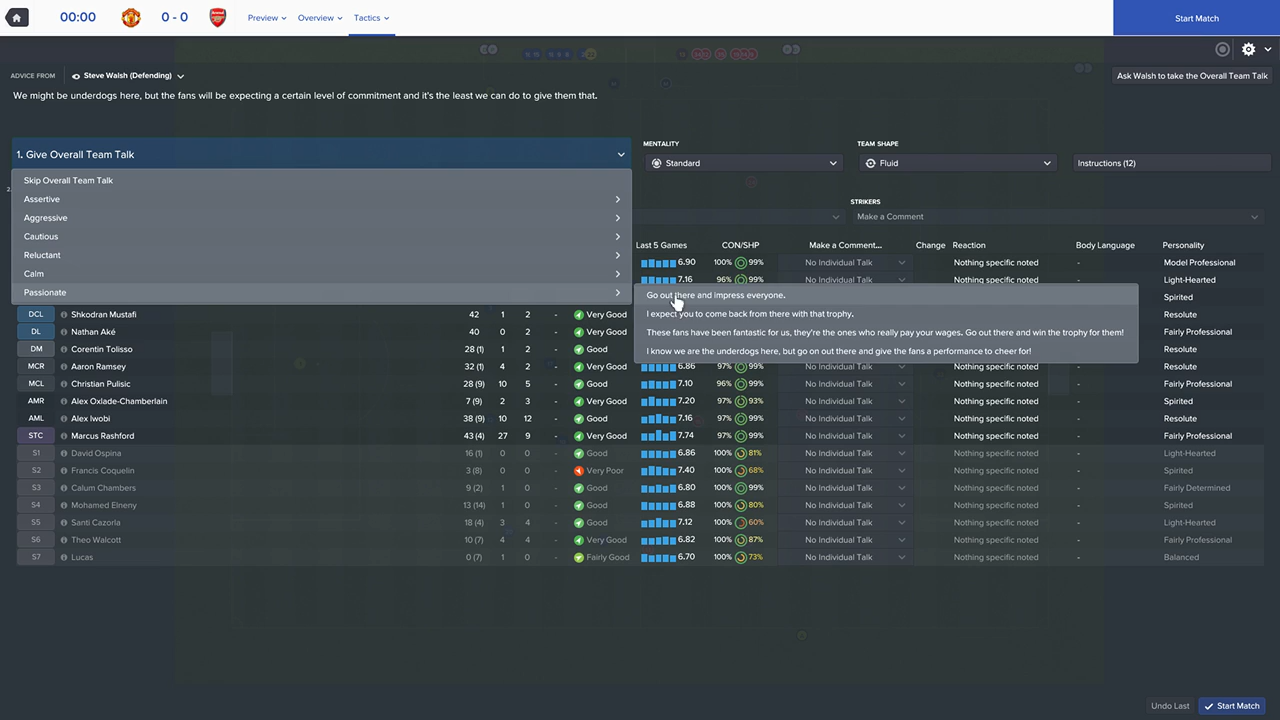 00:00
0 - 0
Preview
Overview
Tactics
Start Match
ADVICE FROM
Steve Walsh (Defending)
Ask Walsh to take the Overall Team Talk
We might be underdogs here, but the fans will be expecting a certain level of commitment and it's the least we can do to give them that.
1. Give Overall Team Talk
MENTALITY
Standard
TEAM SHAPE
Fluid
Instructions (12)
Skip Overall Team Talk
Assertive
Aggressive
Cautious
Reluctant
Calm
Passionate
2.
STRIKERS
Make a Comment
Last 5 Games CON/SHP Make a Comment... Change Reaction Body Language Personality
6.90 100% 99% No Individual Talk Nothing specific noted - Model Professional
7.16 96% 99% No Individual Talk Nothing specific noted - Light-Hearted
Spirited
Go out there and impress everyone.
I expect you to come back from there with that trophy.
These fans have been fantastic for us, they're the ones who really pay your wages. Go out there and win the trophy for them!
I know we are the underdogs here, but go on out there and give the fans a performance to cheer for!
DCL Shkodran Mustafi 42 1 2 - Very Good Resolute
DL Nathan Aké 40 0 2 - Very Good Fairly Professional
DM Corentin Tolisso 28 (1) 1 2 - Good Resolute
MCR Aaron Ramsey 32 (1) 4 2 - Very Good 6.86 97% 99% No Individual Talk Nothing specific noted - Resolute
MCL Christian Pulisic 28 (9) 10 5 - Good 7.10 96% 99% No Individual Talk Nothing specific noted - Fairly Professional
AMR Alex Oxlade-Chamberlain 7 (9) 2 3 - Very Good 7.20 97% 93% No Individual Talk Nothing specific noted - Spirited
AML Alex Iwobi 38 (9) 10 12 - Good 7.16 97% 99% No Individual Talk Nothing specific noted - Resolute
STC Marcus Rashford 43 (4) 27 9 - Very Good 7.74 97% 99% No Individual Talk Nothing specific noted - Fairly Professional
S1 David Ospina 16 (1) 0 0 - Good 6.86 100% 81% No Individual Talk Nothing specific noted - Light-Hearted
S2 Francis Coquelin 3 (8) 0 0 - Very Poor 7.40 100% 68% No Individual Talk Nothing specific noted - Spirited
S3 Calum Chambers 9 (2) 1 0 - Good 6.80 100% 99% No Individual Talk Nothing specific noted - Fairly Determined
S4 Mohamed Elneny 13 (14) 1 0 - Good 6.88 100% 80% No Individual Talk Nothing specific noted - Spirited
S5 Santi Cazorla 18 (4) 3 4 - Good 7.12 100% 60% No Individual Talk Nothing specific noted - Light-Hearted
S6 Theo Walcott 10 (7) 4 4 - Very Good 6.82 100% 87% No Individual Talk Nothing specific noted - Fairly Professional
S7 Lucas 0 (7) 1 0 - Fairly Good 6.70 100% 73% No Individual Talk Nothing specific noted - Balanced
Undo Last
Start Match